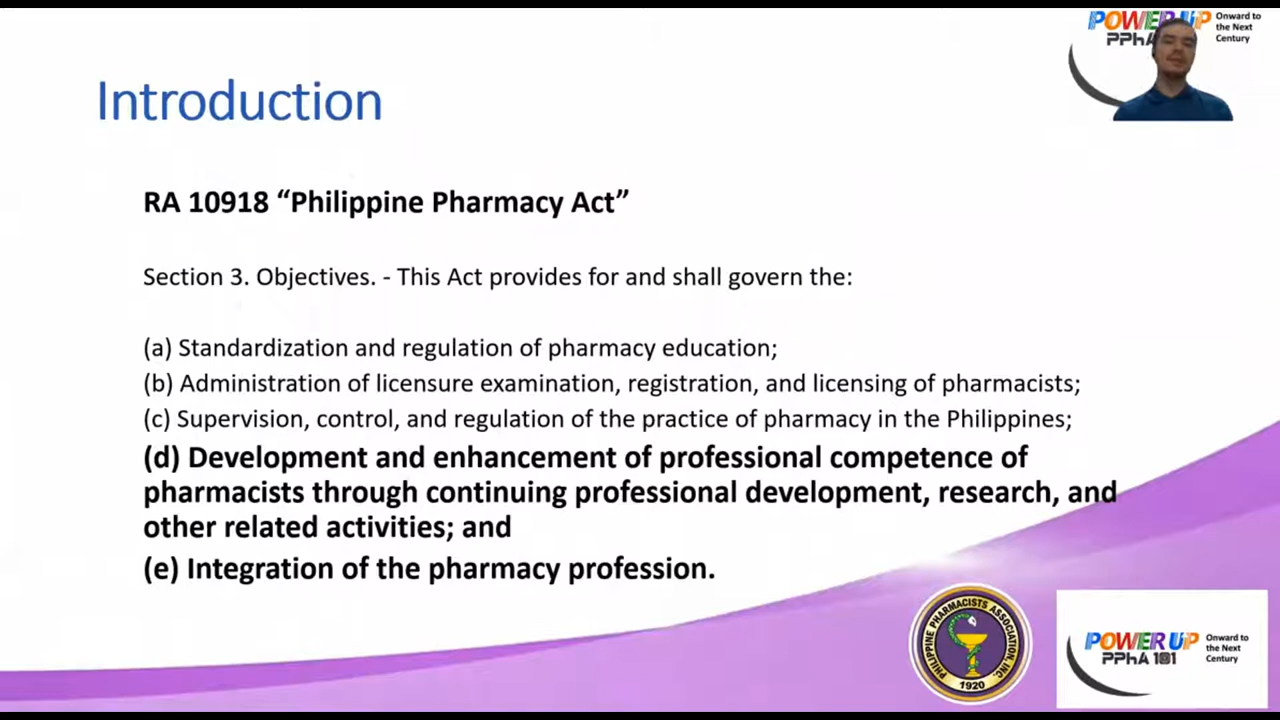 POWER UP
PPhA
Onward to
the Next
Century
Introduction
RA 10918 “Philippine Pharmacy Act”
Section 3. Objectives. - This Act provides for and shall govern the:
(a) Standardization and regulation of pharmacy education;
(b) Administration of licensure examination, registration, and licensing of pharmacists;
(c) Supervision, control, and regulation of the practice of pharmacy in the Philippines;
(d) Development and enhancement of professional competence of
pharmacists through continuing professional development, research, and
other related activities; and
(e) Integration of the pharmacy profession.
PHILIPPINE PHARMACISTS ASSOCIATION, INC.
1920
POWER UP
PPhA 101
Onward to
the Next
Century